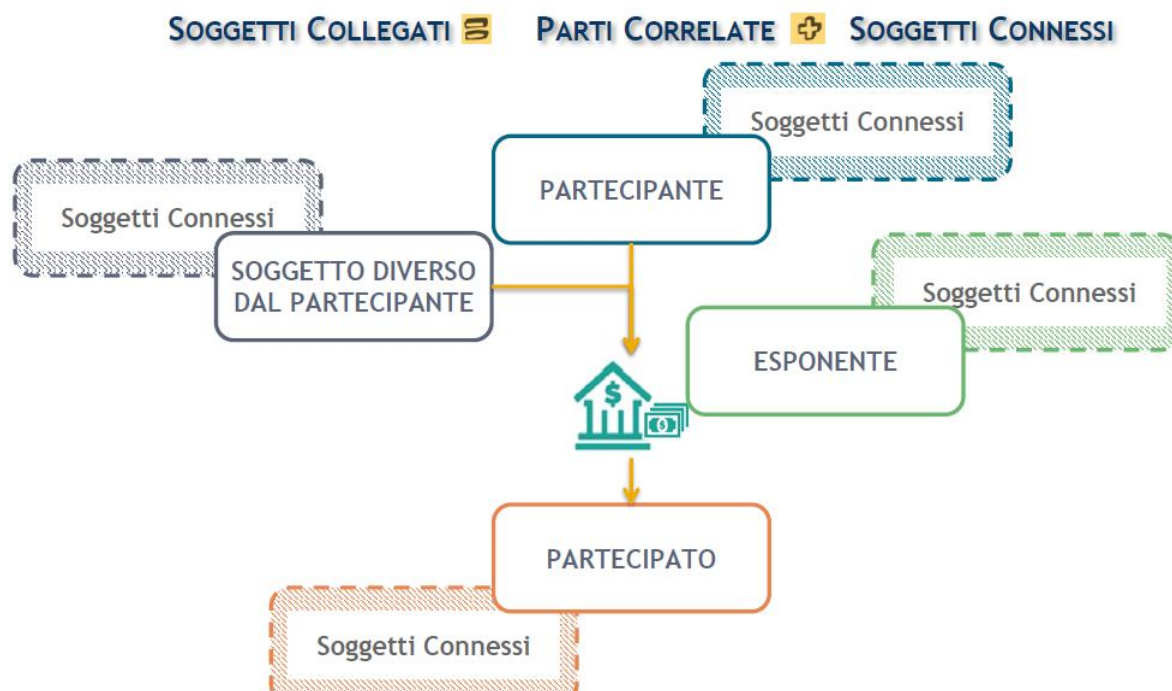 SOGGETTI COLLEGATI = PARTI CORRELATE + SOGGETTI CONNESSI
Soggetti Connessi
PARTECIPANTE
Soggetti Connessi
SOGGETTO DIVERSO
DAL PARTECIPANTE
Soggetti Connessi
ESPONENTE
$
PARTECIPATO
Soggetti Connessi